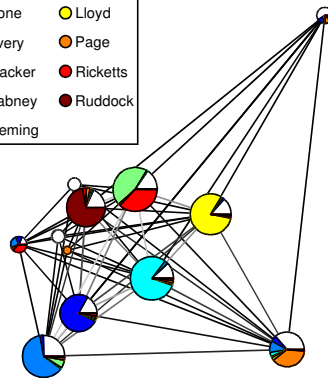 one Lloyd
very Page
acker Ricketts
abney Ruddock
eming